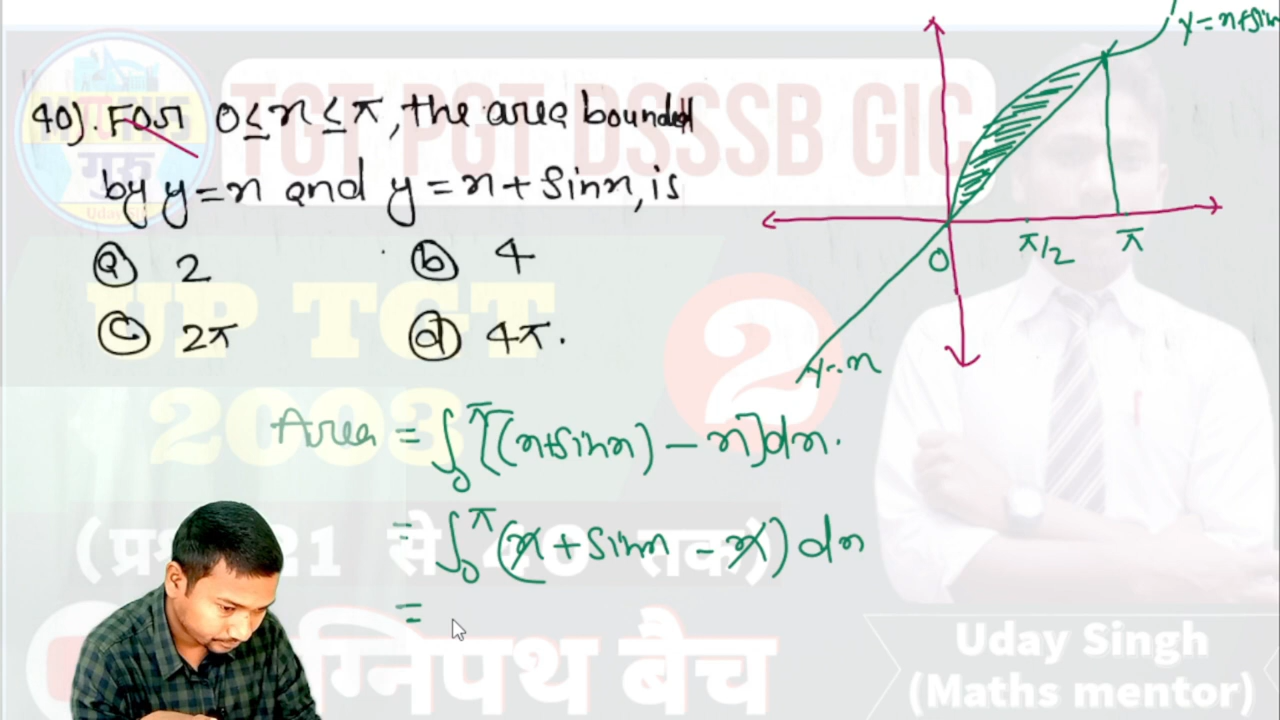 40). For 0≤x≤π, the area bounded
by y=x and y=x+Sinx, is
ⓐ 2 ⓑ 4
ⓒ 2π ⓓ 4π.
y=x+Sin
0 π/2 π
y=x
Area = ∫₀^π [(x+Sinx) - x]dx.
= ∫₀^π (x+Sinx - x) dx
=
TGT PGT DSSSB GIC
गुरु
UP TGT
2003
2
(प्रश्न 21 से 40 तक)
ग्निपथ बैच
Uday Singh
(Maths mentor)